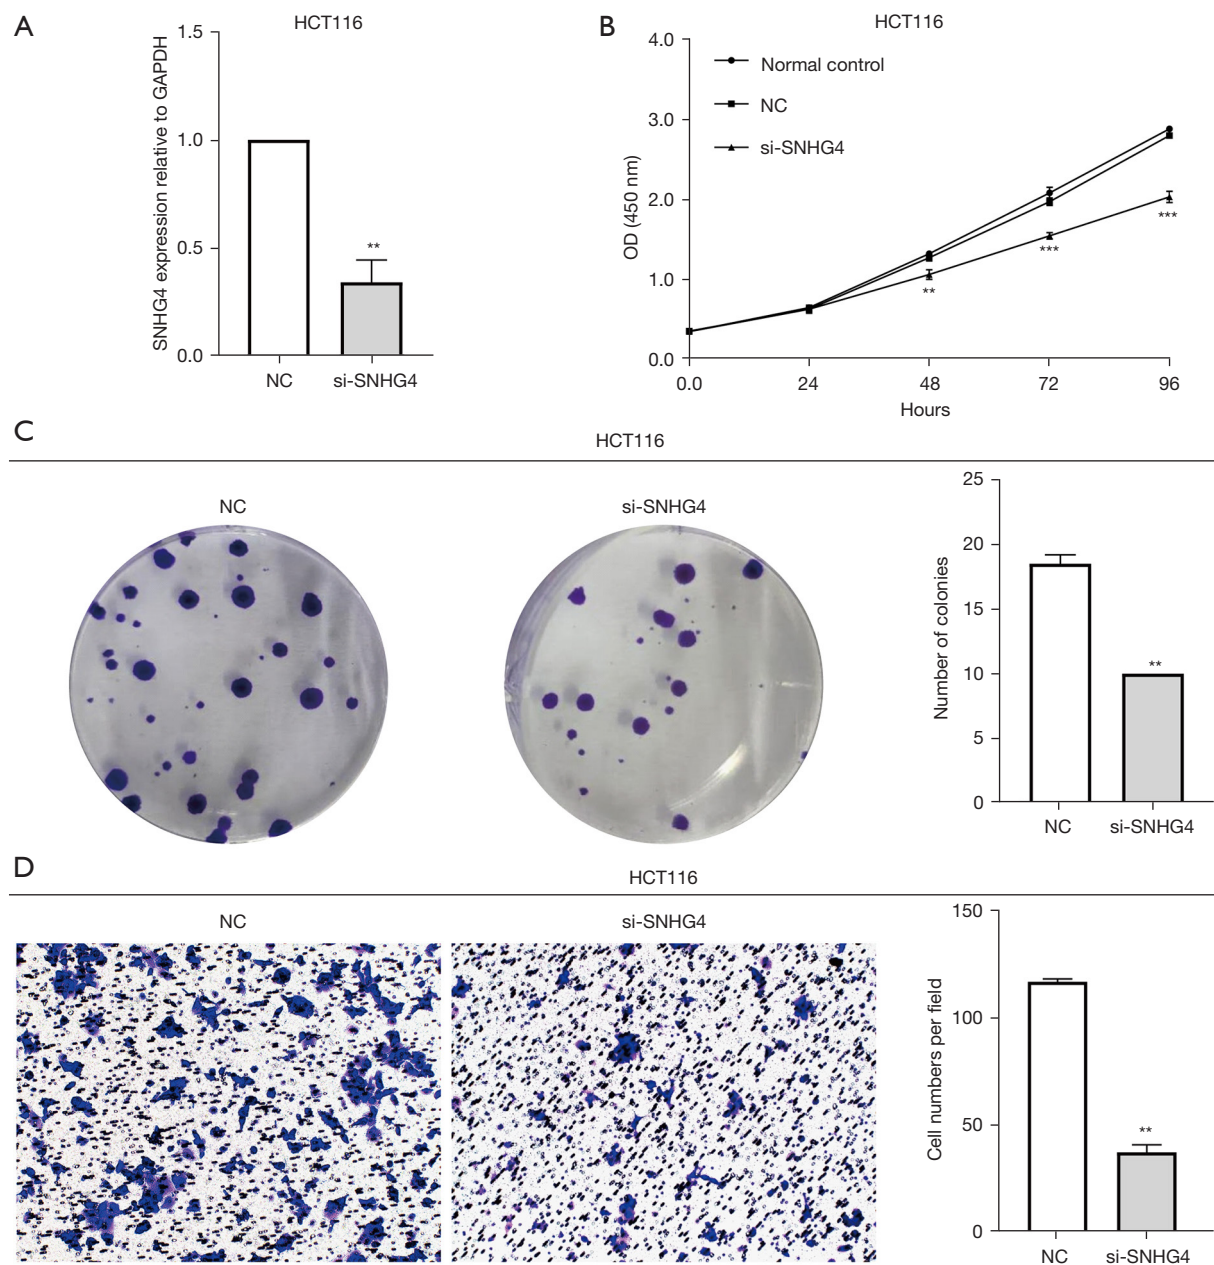 A
HCT116
SNHG4 expression relative to GAPDH
1.5
1.0
0.5
0.0
**
NC
si-SNHG4
B
HCT116
OD (450 nm)
4.0
3.0
2.0
1.0
0.0
Normal control
NC
si-SNHG4
**
***
***
0.0
24
48
72
96
Hours
C
HCT116
NC
si-SNHG4
Number of colonies
25
20
15
10
5
0
**
NC
si-SNHG4
D
HCT116
NC
si-SNHG4
Cell numbers per field
150
100
50
0
**
NC
si-SNHG4